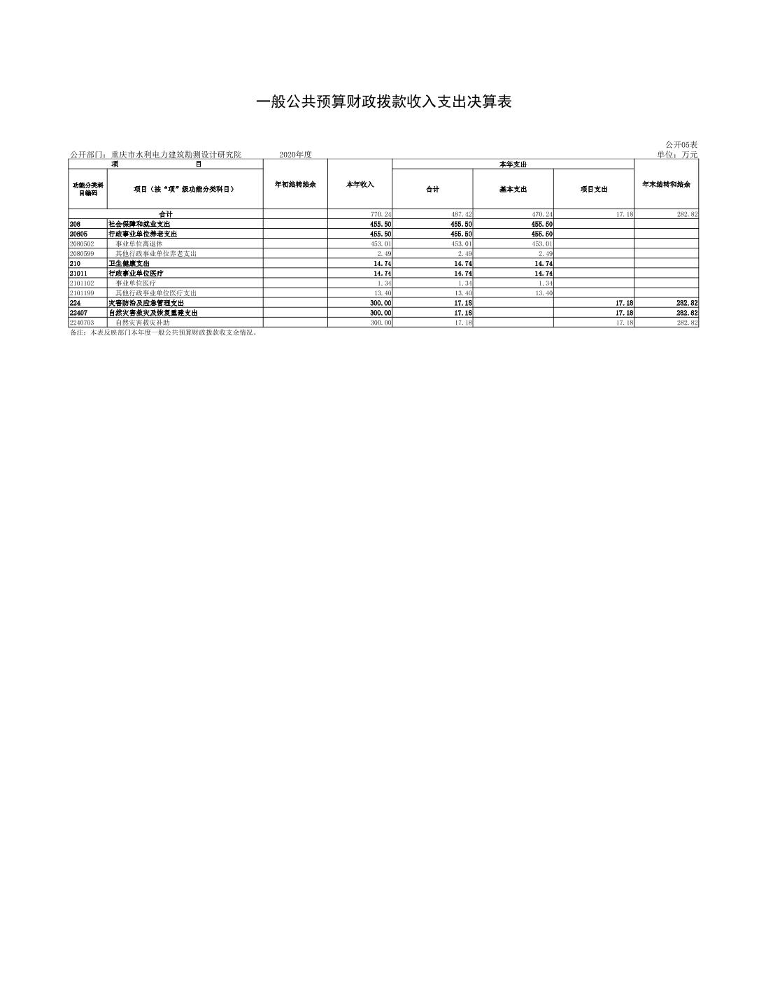 一般公共预算财政拨款收入支出决算表
公开05表
公开部门：重庆市水利电力建筑勘测设计研究院 2020年度 单位：万元
项 目 年初结转结余 本年收入 本年支出 年末结转和结余
功能分类科目编码 项目（按“项”级功能分类科目） 合计 基本支出 项目支出
合计 770.24 487.42 470.24 17.18 282.82
208 社会保障和就业支出 455.50 455.50 455.50
20805 行政事业单位养老支出 455.50 455.50 455.50
2080502 事业单位离退休 453.01 453.01 453.01
2080599 其他行政事业单位养老支出 2.49 2.49 2.49
210 卫生健康支出 14.74 14.74 14.74
21011 行政事业单位医疗 14.74 14.74 14.74
2101102 事业单位医疗 1.34 1.34 1.34
2101199 其他行政事业单位医疗支出 13.40 13.40 13.40
224 灾害防治及应急管理支出 300.00 17.18 17.18 282.82
22407 自然灾害救灾及恢复重建支出 300.00 17.18 17.18 282.82
2240703 自然灾害救灾补助 300.00 17.18 17.18 282.82
备注：本表反映部门本年度一般公共预算财政拨款收支余情况。